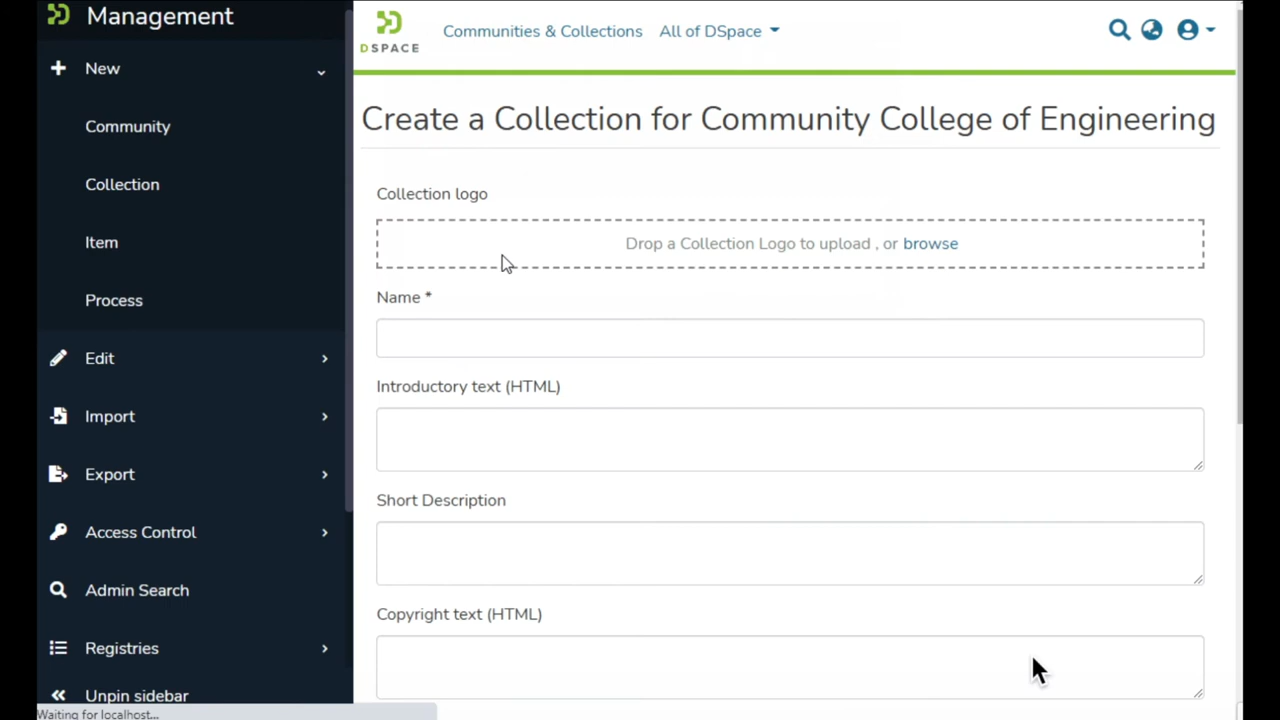 Management
New
Community
Collection
Item
Process
Edit
Import
Export
Access Control
Admin Search
Registries
Unpin sidebar
Waiting for localhost...
DSPACE
Communities & Collections All of DSpace
Create a Collection for Community College of Engineering
Collection logo
Drop a Collection Logo to upload , or browse
Name *
Introductory text (HTML)
Short Description
Copyright text (HTML)